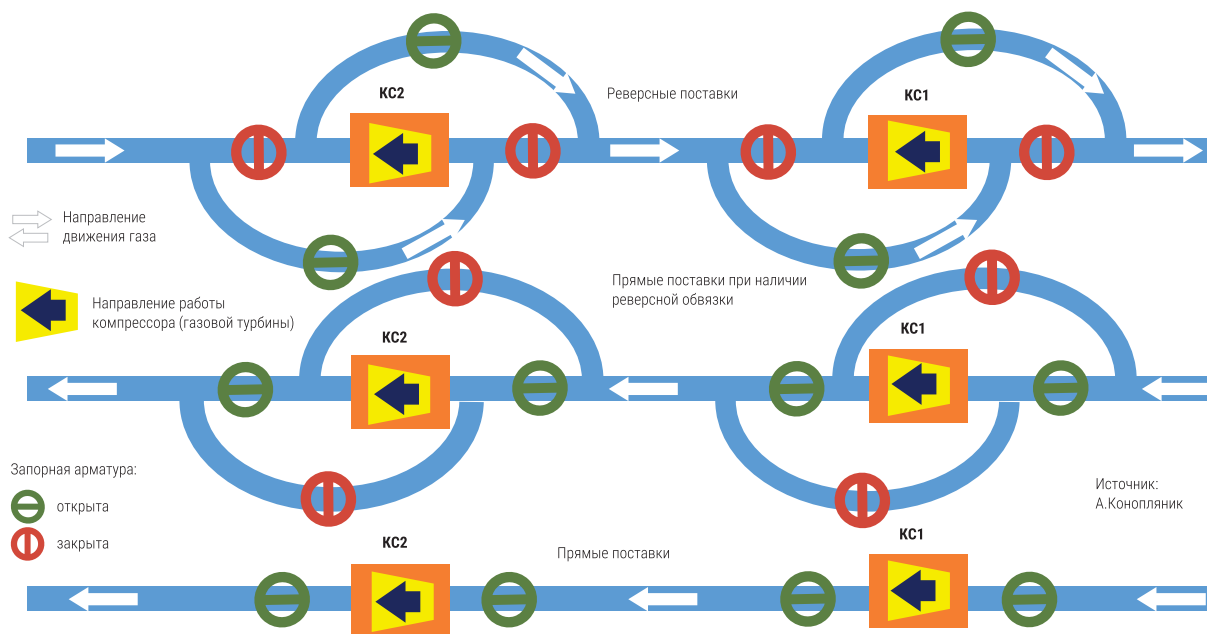 КС2
КС1
Реверсные поставки
Направление
движения газа
Прямые поставки при наличии
реверсной обвязки
Направление работы
компрессора (газовой турбины)
КС2
КС1
Запорная арматура:
открыта
закрыта
Источник:
А.Конопляник
КС2
Прямые поставки
КС1